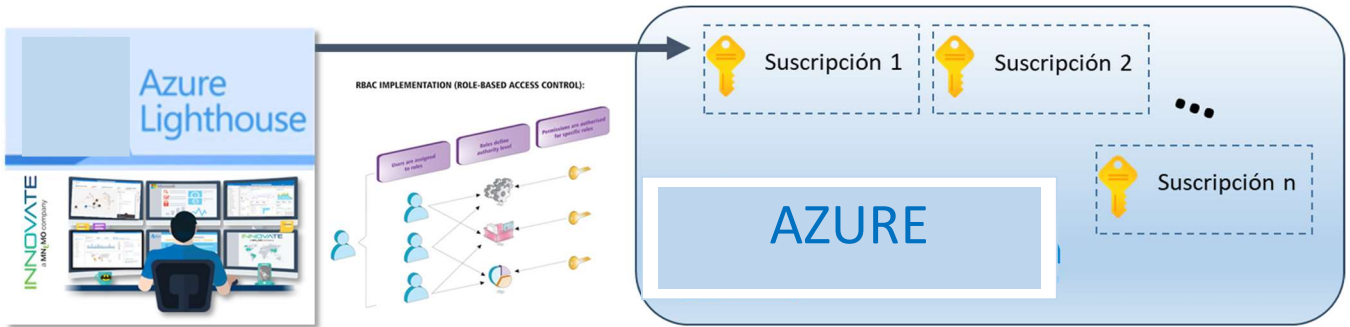 Azure
Lighthouse
INNOVATE
a MNEMO company
INNOVATE
RBAC IMPLEMENTATION (ROLE-BASED ACCESS CONTROL):
Users are assigned
to roles
Roles define
authority level
Permissions are authorised
for specific roles
Suscripción 1
Suscripción 2
...
Suscripción n
AZURE